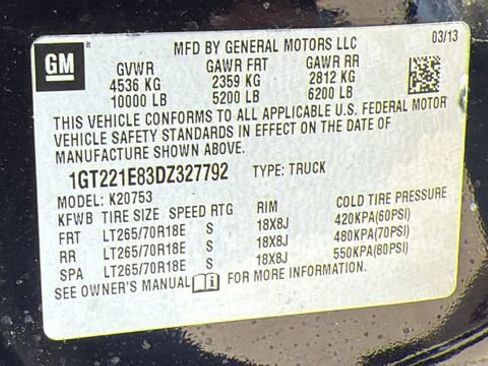 GM
MFD BY GENERAL MOTORS LLC 03/13
GVWR GAWR FRT GAWR RR
4536 KG 2359 KG 2812 KG
10000 LB 5200 LB 6200 LB
THIS VEHICLE CONFORMS TO ALL APPLICABLE U.S. FEDERAL MOTOR
VEHICLE SAFETY STANDARDS IN EFFECT ON THE DATE OF
MANUFACTURE SHOWN ABOVE.
1GT221E83DZ327792 TYPE: TRUCK
MODEL: K20753
KFWB TIRE SIZE SPEED RTG RIM COLD TIRE PRESSURE
FRT LT265/70R18E S 18X8J 420KPA(60PSI)
RR LT265/70R18E S 18X8J 480KPA(70PSI)
SPA LT265/70R18E S 18X8J 550KPA(80PSI)
SEE OWNER'S MANUAL i FOR MORE INFORMATION.